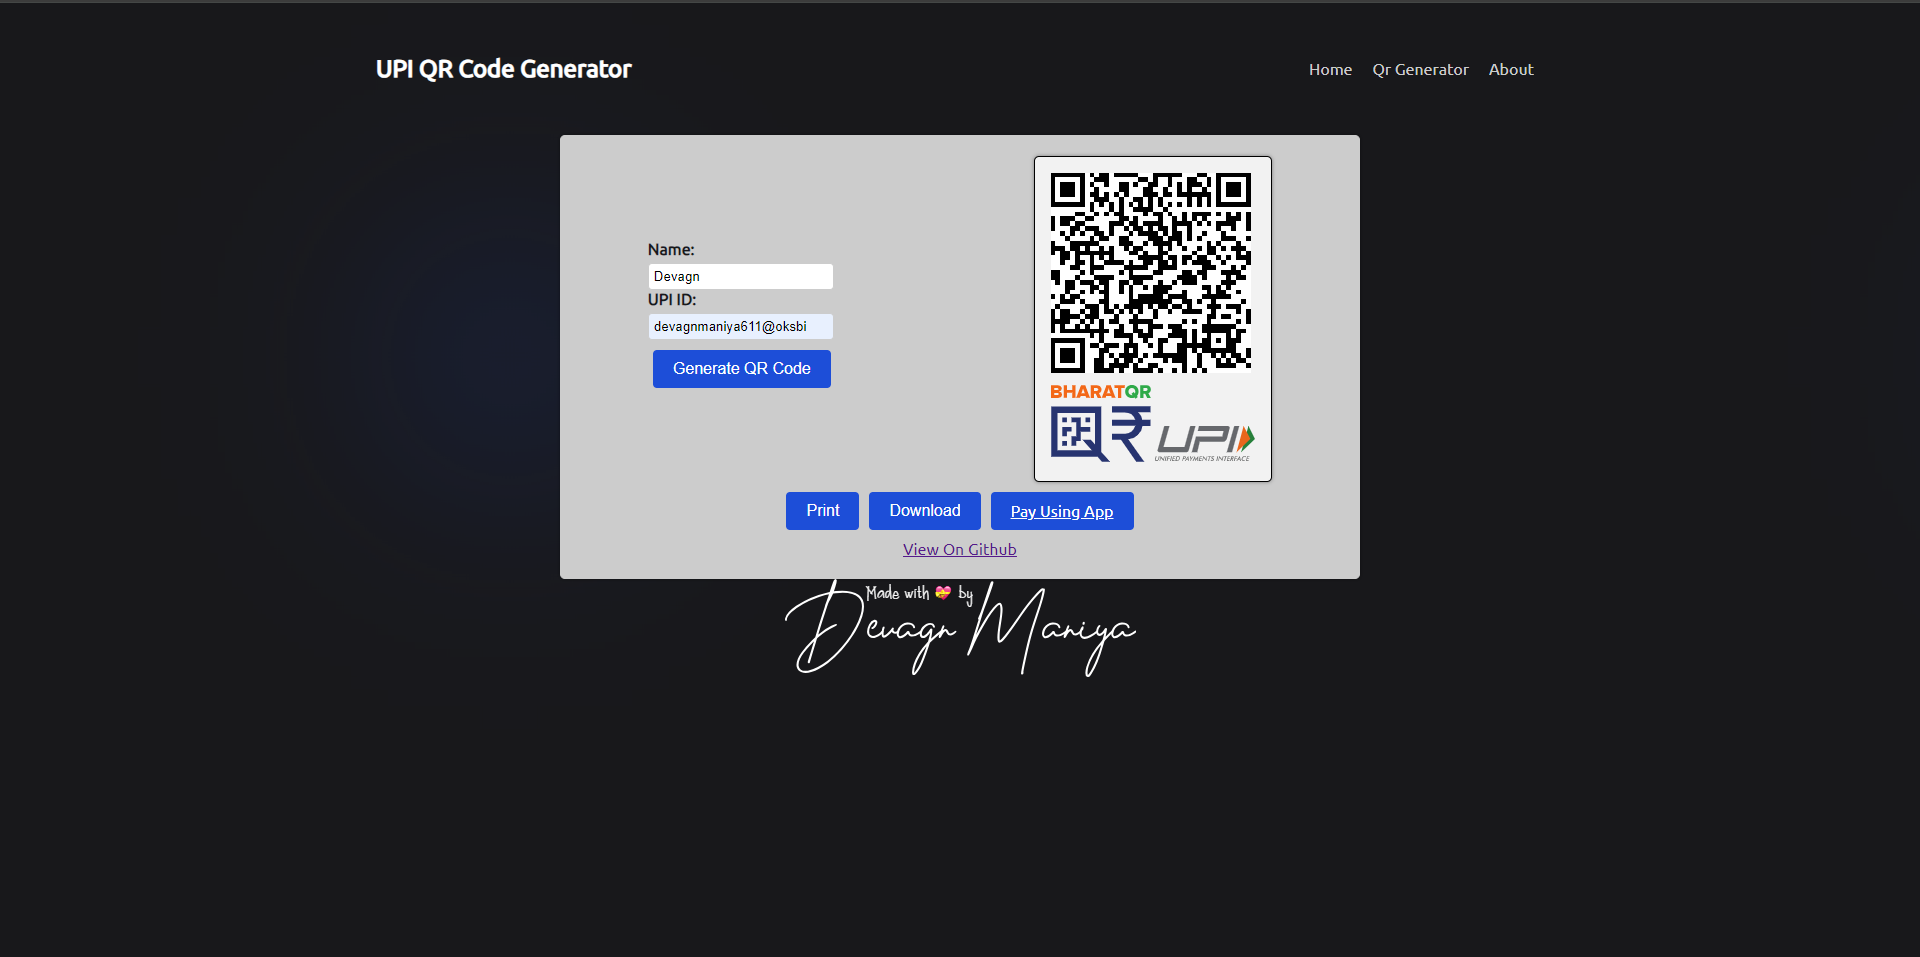 UPI QR Code Generator
Home Qr Generator About
Name:
Devagn
UPI ID:
devagnmaniya611@oksbi
Generate QR Code
BHARATQR
UPI
UNIFIED PAYMENTS INTERFACE
Print Download Pay Using App
View On Github
Made with 💝 by
Devagn Maniya